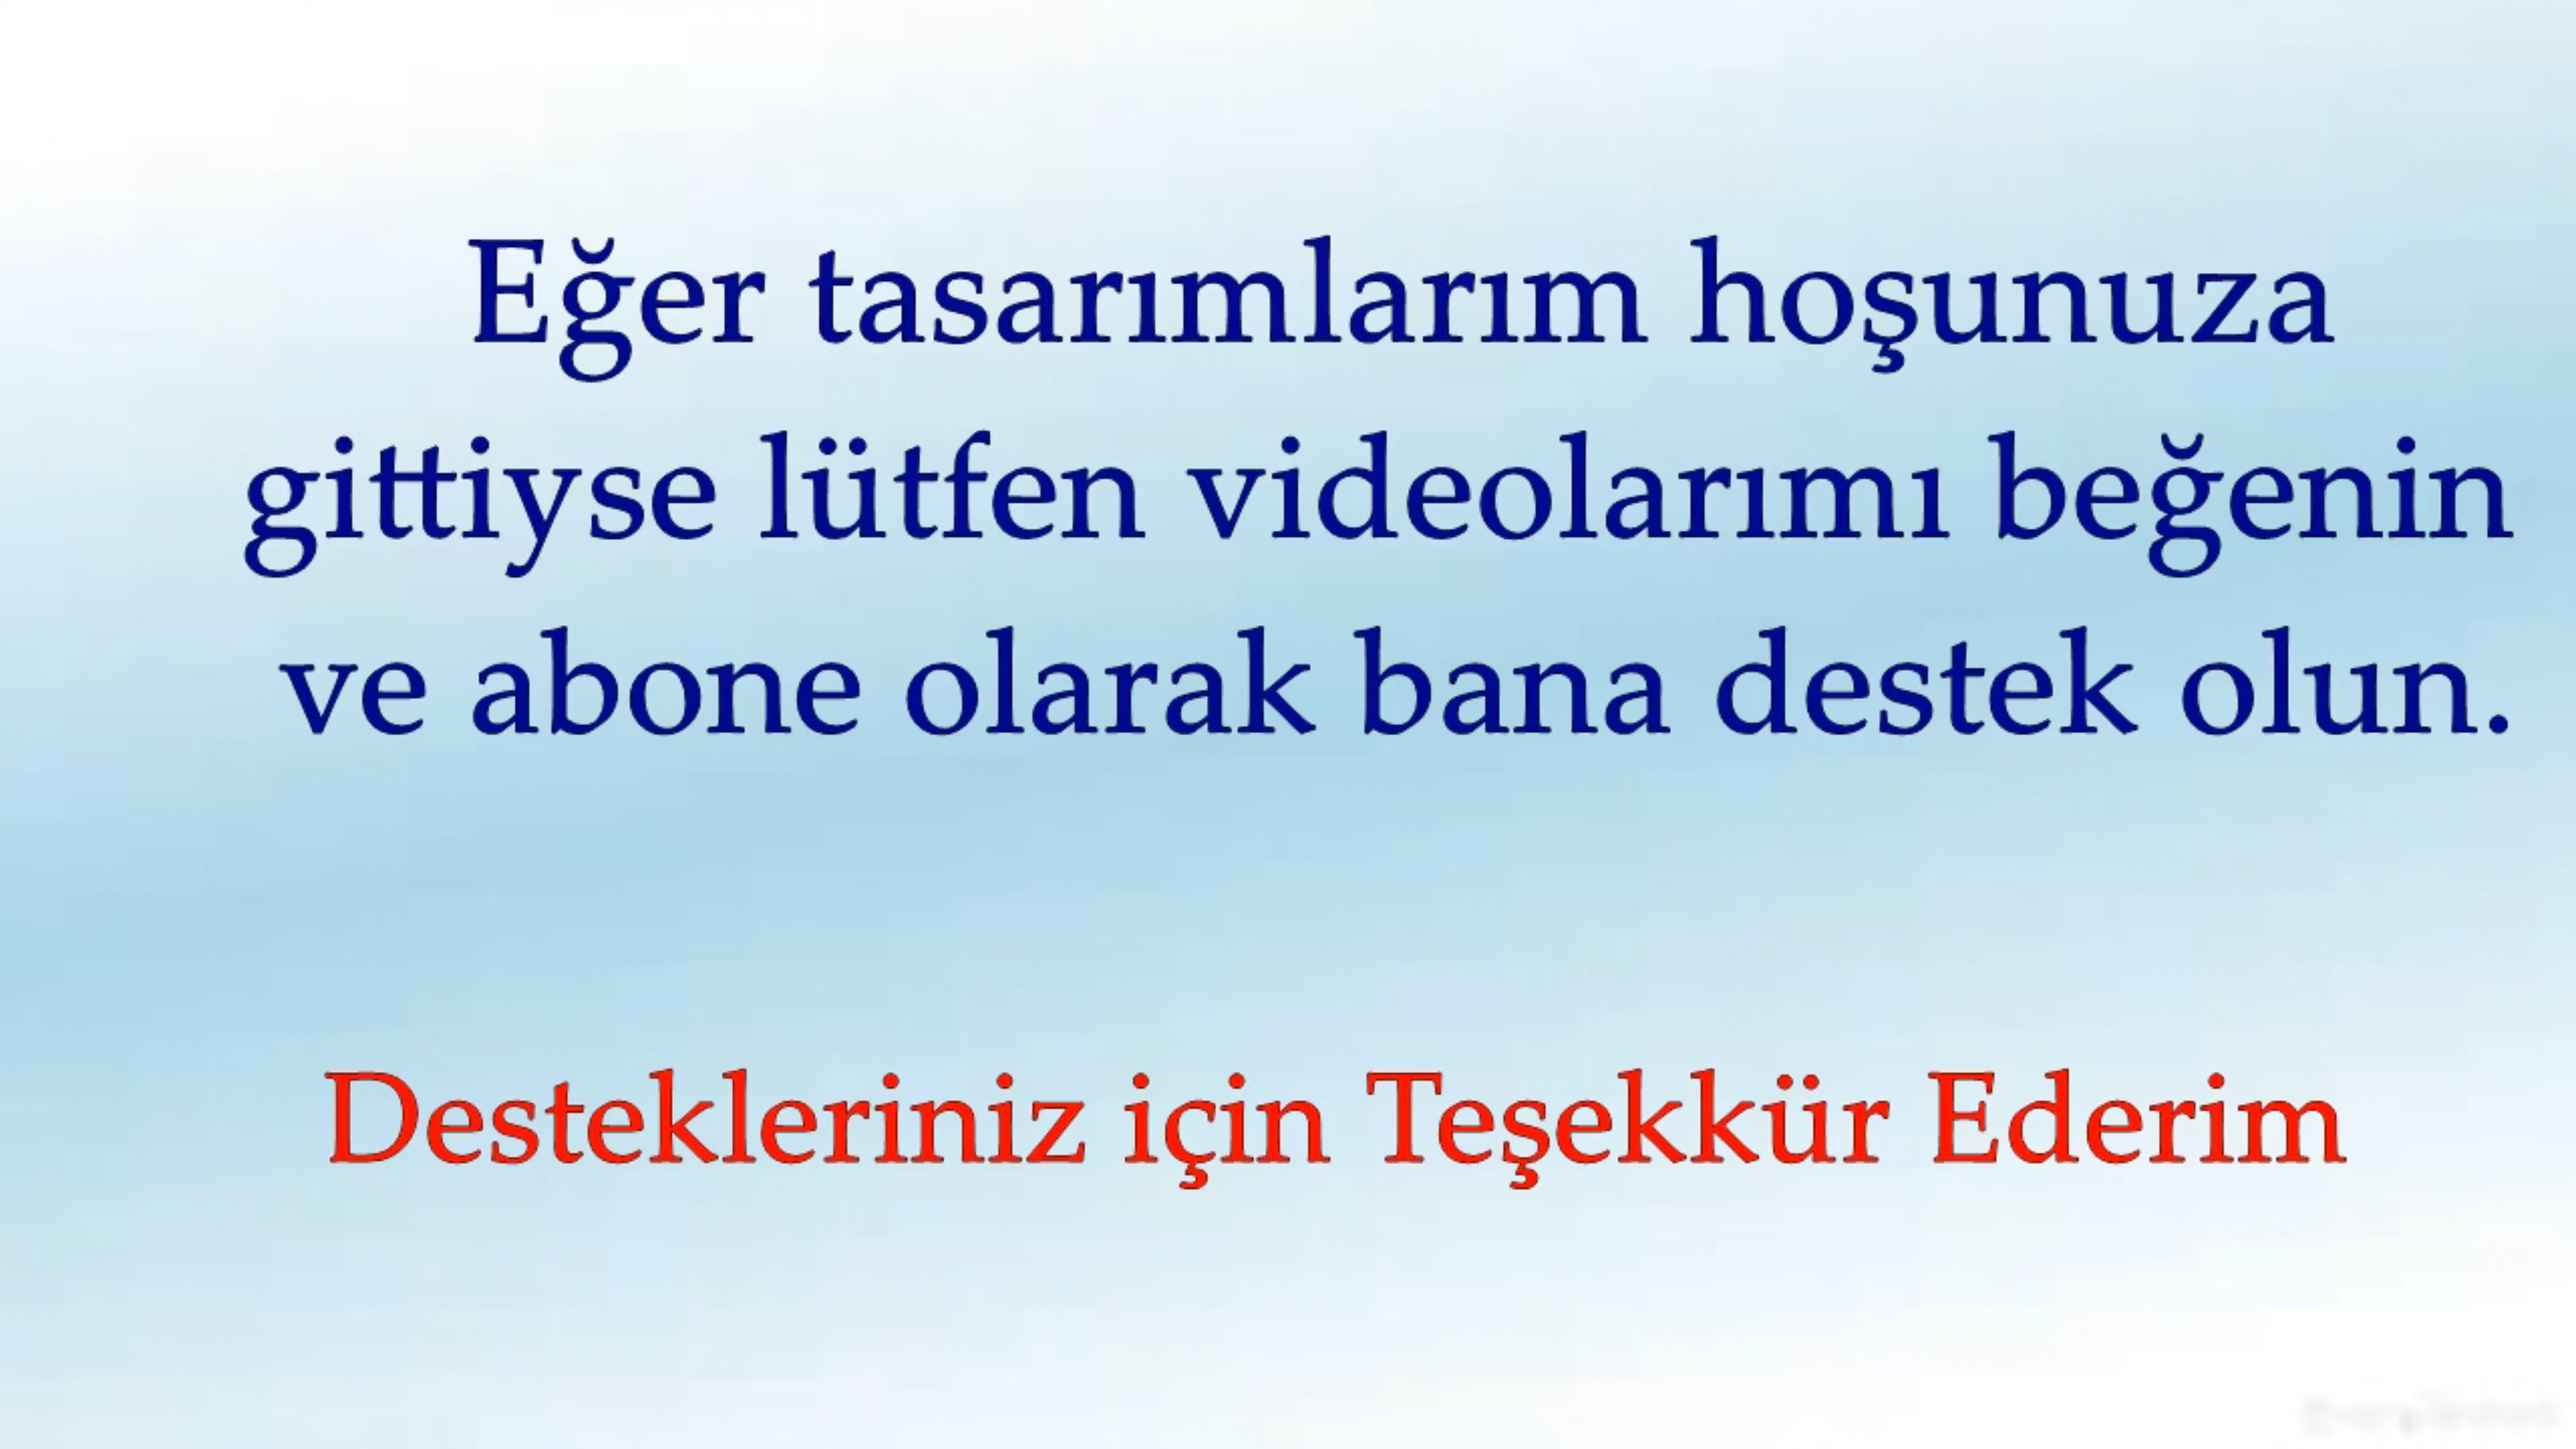 Eğer tasarımlarım hoşunuza
gittiyse lütfen videolarımı beğenin
ve abone olarak bana destek olun.
Destekleriniz için Teşekkür Ederim